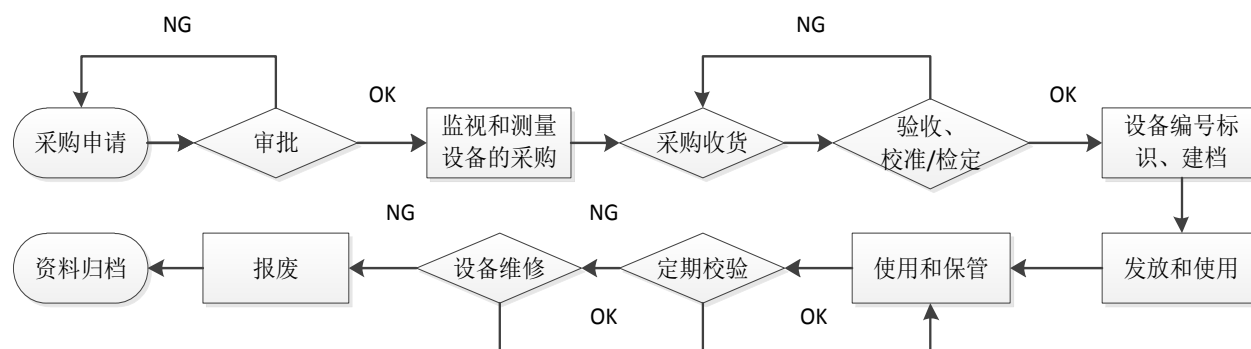 NG
NG
OK
OK
采购申请
审批
监视和测量
设备的采购
采购收货
验收、
校准/检定
设备编号标
识、建档
NG
NG
资料归档
报废
设备维修
定期校验
使用和保管
发放和使用
OK
OK